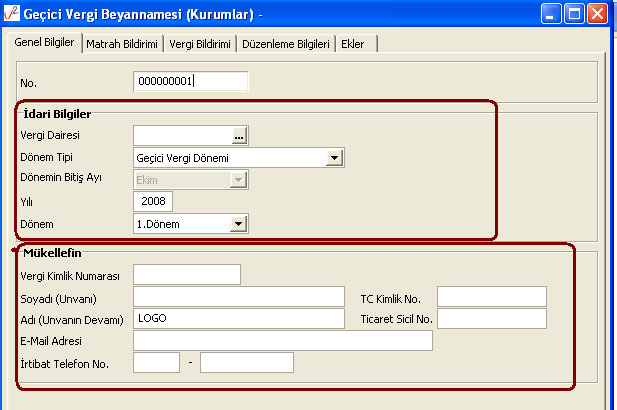 Geçici Vergi Beyannamesi (Kurumlar) -
Genel Bilgiler Matrah Bildirimi Vergi Bildirimi Düzenleme Bilgileri Ekler
No. 000000001
İdari Bilgiler
Vergi Dairesi ...
Dönem Tipi Geçici Vergi Dönemi
Dönemin Bitiş Ayı Ekim
Yılı 2008
Dönem 1.Dönem
Mükellefin
Vergi Kimlik Numarası
Soyadı (Unvanı) TC Kimlik No.
Adı (Unvanın Devamı) LOGO Ticaret Sicil No.
E-Mail Adresi
İrtibat Telefon No. -